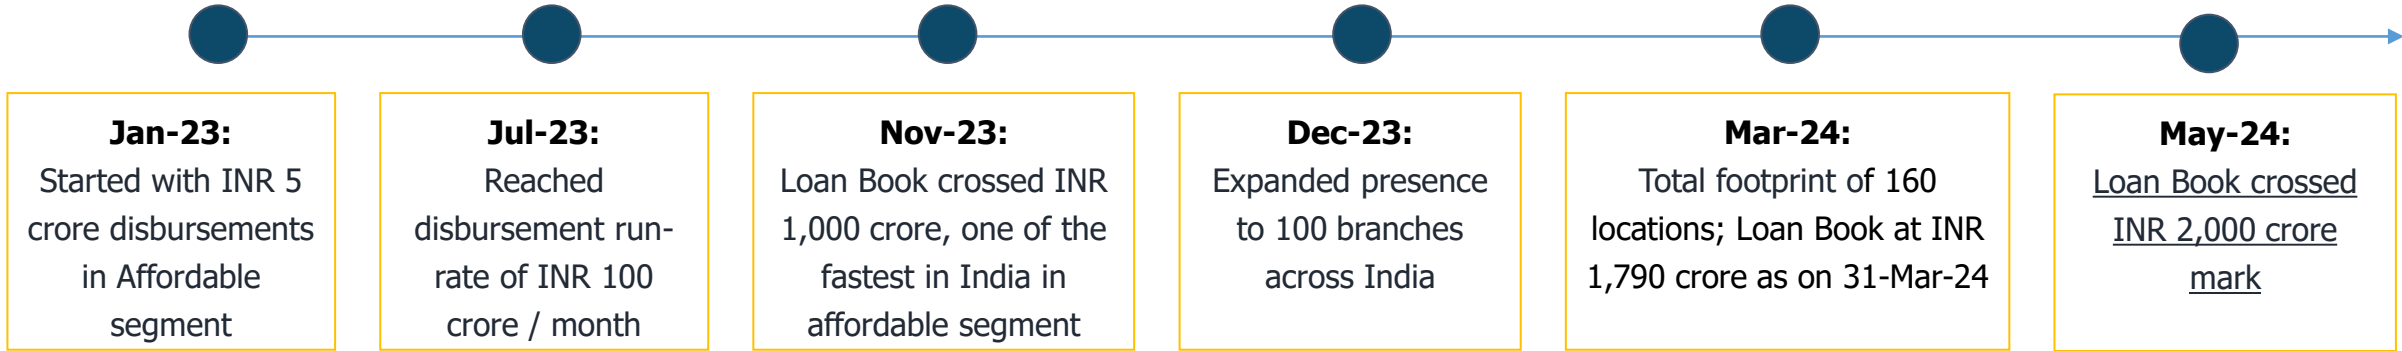 Jan-23:
Started with INR 5
crore disbursements
in Affordable
segment
Jul-23:
Reached
disbursement run-
rate of INR 100
crore / month
Nov-23:
Loan Book crossed INR
1,000 crore, one of the
fastest in India in
affordable segment
Dec-23:
Expanded presence
to 100 branches
across India
Mar-24:
Total footprint of 160
locations; Loan Book at INR
1,790 crore as on 31-Mar-24
May-24:
Loan Book crossed
INR 2,000 crore
mark